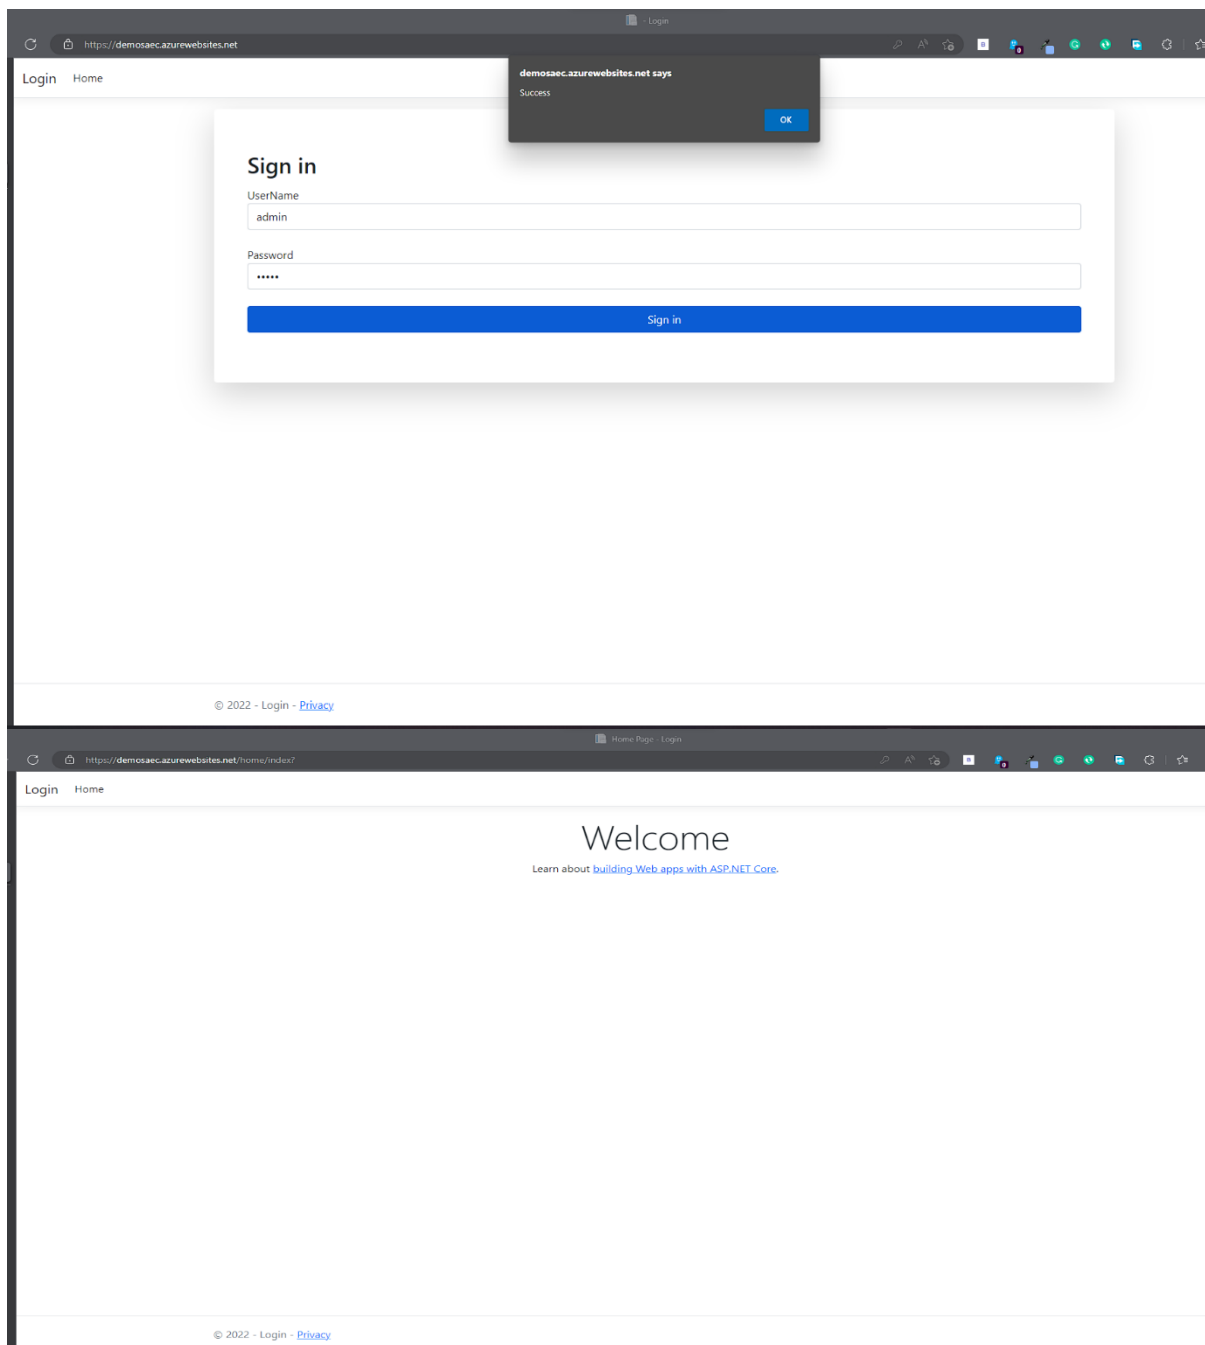 - Login
https://demosaec.azurewebsites.net
Login Home
demosaec.azurewebsites.net says
Success
OK
Sign in
UserName
admin
Password
•••••
Sign in
© 2022 - Login - Privacy
Home Page - Login
https://demosaec.azurewebsites.net/home/index?
Login Home
Welcome
Learn about building Web apps with ASP.NET Core.
© 2022 - Login - Privacy